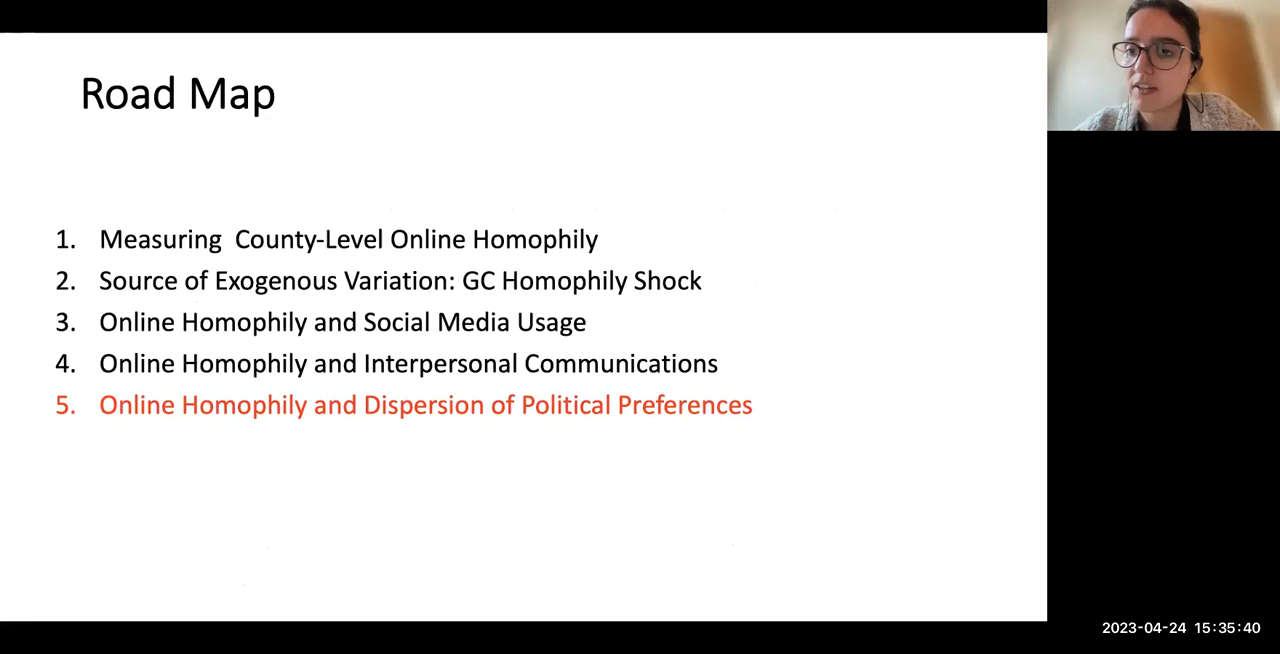 Road Map
1. Measuring County-Level Online Homophily
2. Source of Exogenous Variation: GC Homophily Shock
3. Online Homophily and Social Media Usage
4. Online Homophily and Interpersonal Communications
5. Online Homophily and Dispersion of Political Preferences
2023-04-24 15:35:40